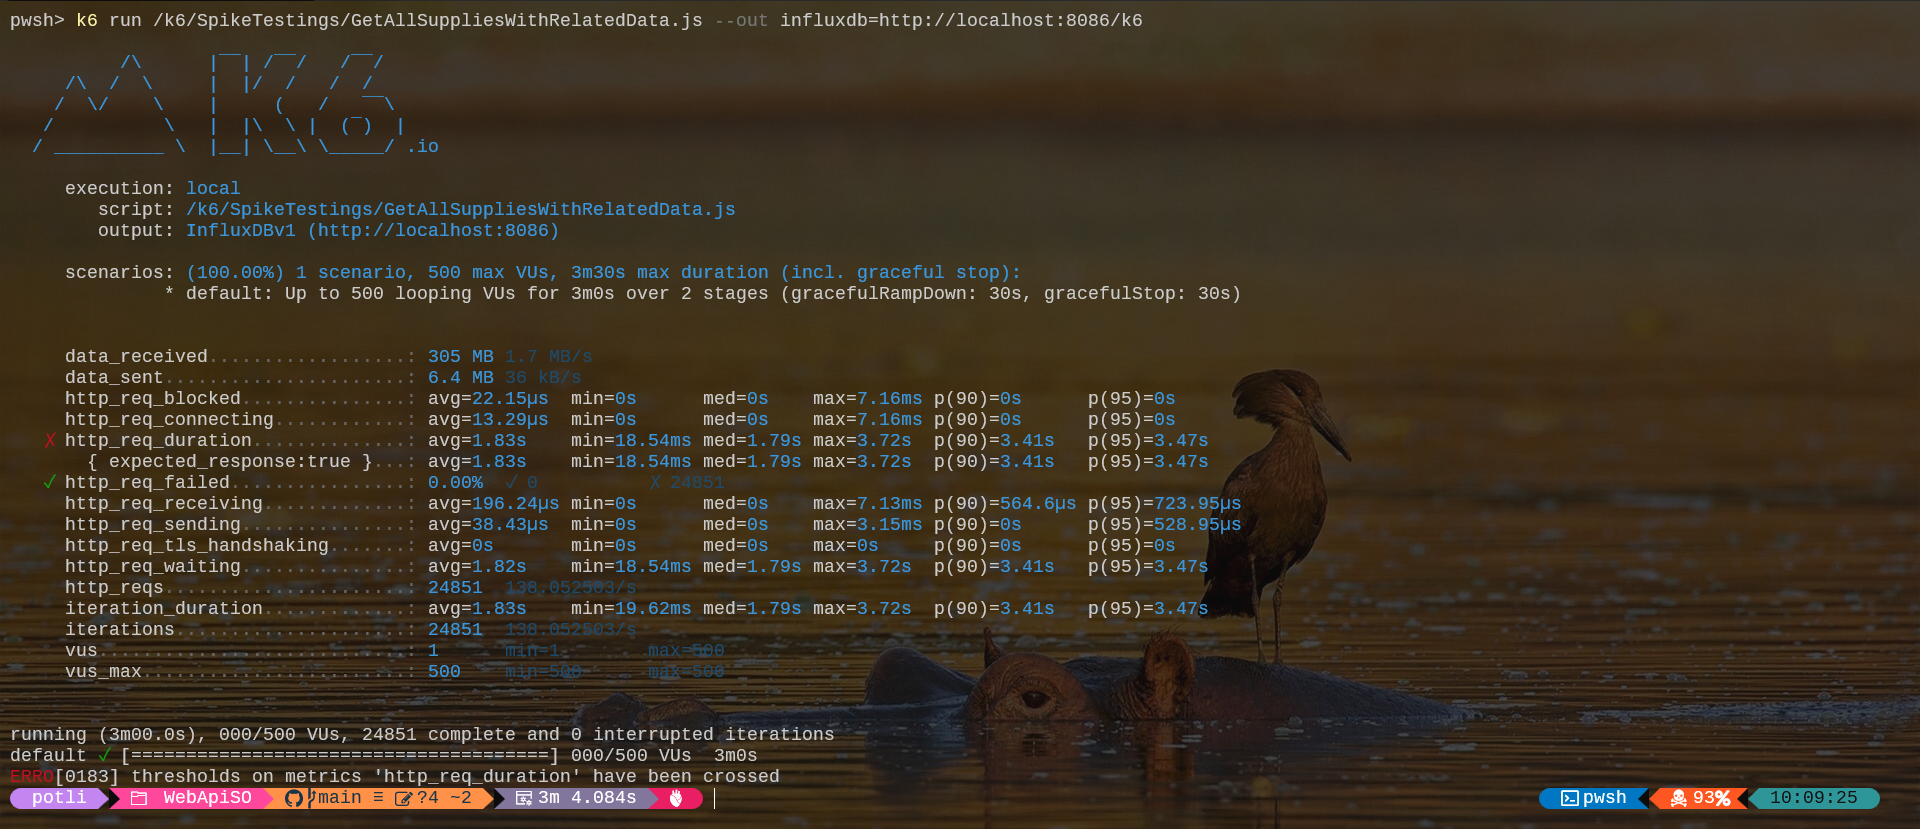 pwsh> k6 run /k6/SpikeTestings/GetAllSuppliesWithRelatedData.js --out influxdb=http://localhost:8086/k6
.io
execution: local
script: /k6/SpikeTestings/GetAllSuppliesWithRelatedData.js
output: InfluxDBv1 (http://localhost:8086)
scenarios: (100.00%) 1 scenario, 500 max VUs, 3m30s max duration (incl. graceful stop):
* default: Up to 500 looping VUs for 3m0s over 2 stages (gracefulRampDown: 30s, gracefulStop: 30s)
data_received..................: 305 MB 1.7 MB/s
data_sent......................: 6.4 MB 36 kB/s
http_req_blocked...............: avg=22.15µs min=0s med=0s max=7.16ms p(90)=0s p(95)=0s
http_req_connecting............: avg=13.29µs min=0s med=0s max=7.16ms p(90)=0s p(95)=0s
✗ http_req_duration..............: avg=1.83s min=18.54ms med=1.79s max=3.72s p(90)=3.41s p(95)=3.47s
{ expected_response:true }...: avg=1.83s min=18.54ms med=1.79s max=3.72s p(90)=3.41s p(95)=3.47s
✓ http_req_failed................: 0.00% ✓ 0 ✗ 24851
http_req_receiving.............: avg=196.24µs min=0s med=0s max=7.13ms p(90)=564.6µs p(95)=723.95µs
http_req_sending...............: avg=38.43µs min=0s med=0s max=3.15ms p(90)=0s p(95)=528.95µs
http_req_tls_handshaking.......: avg=0s min=0s med=0s max=0s p(90)=0s p(95)=0s
http_req_waiting...............: avg=1.82s min=18.54ms med=1.79s max=3.72s p(90)=3.41s p(95)=3.47s
http_reqs......................: 24851 138.052503/s
iteration_duration.............: avg=1.83s min=19.62ms med=1.79s max=3.72s p(90)=3.41s p(95)=3.47s
iterations.....................: 24851 138.052503/s
vus............................: 1 min=1 max=500
vus_max........................: 500 min=500 max=500
running (3m00.0s), 000/500 VUs, 24851 complete and 0 interrupted iterations
default ✓ [======================================] 000/500 VUs 3m0s
ERRO[0183] thresholds on metrics 'http_req_duration' have been crossed
potli WebApiSO main ≡ ?4 ~2 3m 4.084s pwsh 93% 10:09:25